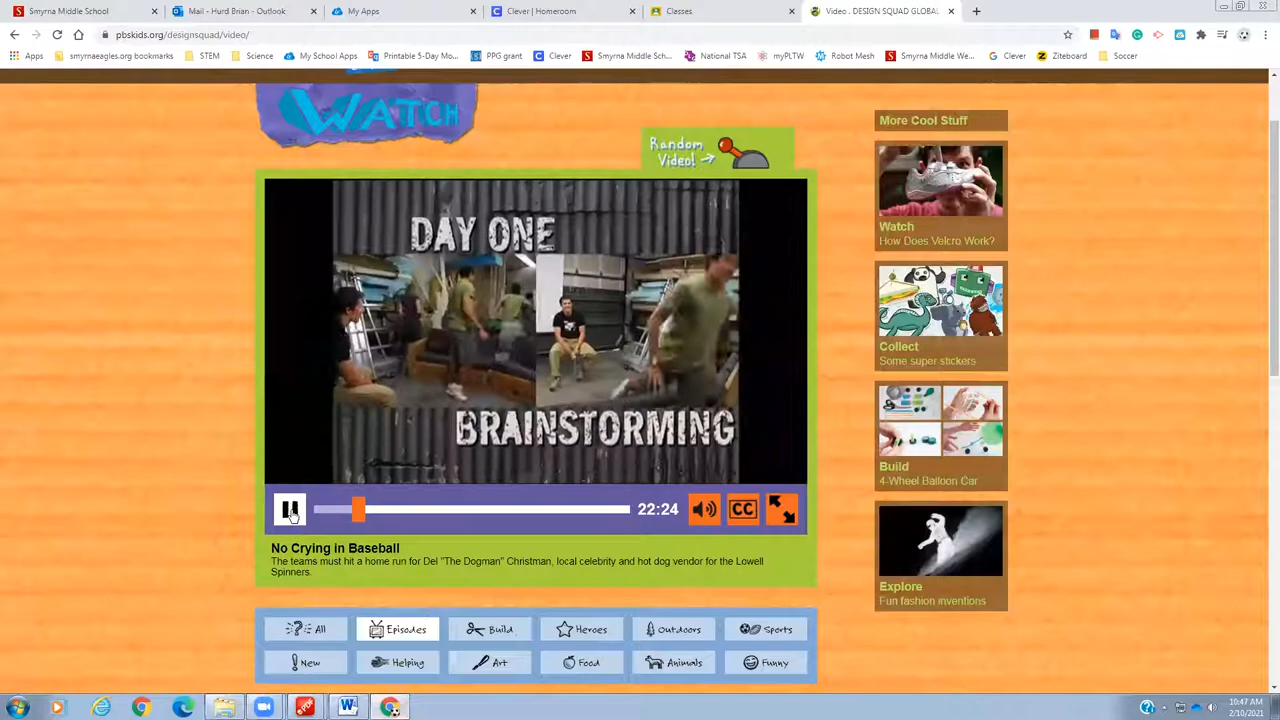 Smyrna Middle School
Mail - Hurd Brian - Outlook
My Apps
Clever | Homeroom
Classes
Video . DESIGN SQUAD GLOBAL
pbskids.org/designsquad/video/
Apps
smyrnaeagles.org bookmarks
STEM
Science
My School Apps
Printable 5-Day Mo...
PPG grant
Clever
Smyrna Middle Sch...
National TSA
myPLTW
Robot Mesh
Smyrna Middle We...
Clever
Ziteboard
Soccer
WATCH
Random
Video!
DAY ONE
BRAINSTORMING
22:24
CC
No Crying in Baseball
The teams must hit a home run for Del "The Dogman" Christman, local celebrity and hot dog vendor for the Lowell
Spinners.
All
Episodes
Build
Heroes
Outdoors
Sports
New
Helping
Art
Food
Animals
Funny
More Cool Stuff
Watch
How Does Velcro Work?
Collect
Some super stickers
Build
4-Wheel Balloon Car
Explore
Fun fashion inventions
10:47 AM
2/10/2021